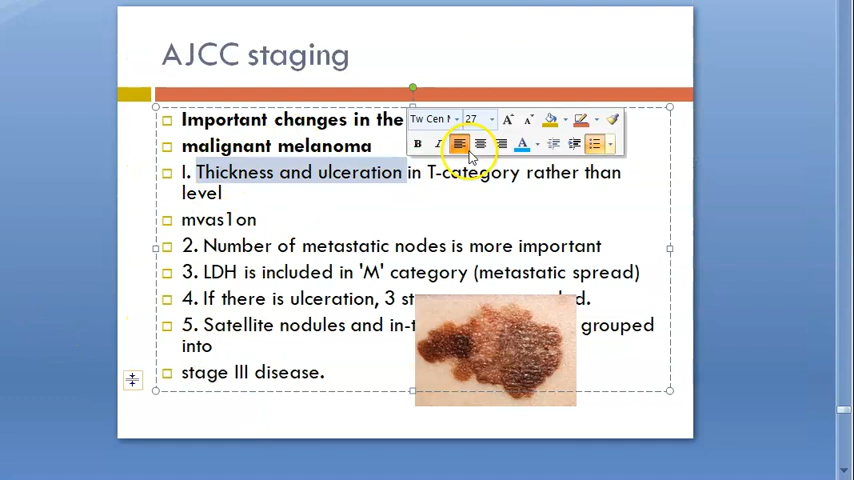 AJCC staging
Important changes in the
malignant melanoma
Tw Cen
27
B
I
A
I. Thickness and ulceration in T-category rather than
level
mvas1on
2. Number of metastatic nodes is more important
3. LDH is included in 'M' category (metastatic spread)
4. If there is ulceration, 3
5. Satellite nodules and grouped
into
stage III disease.